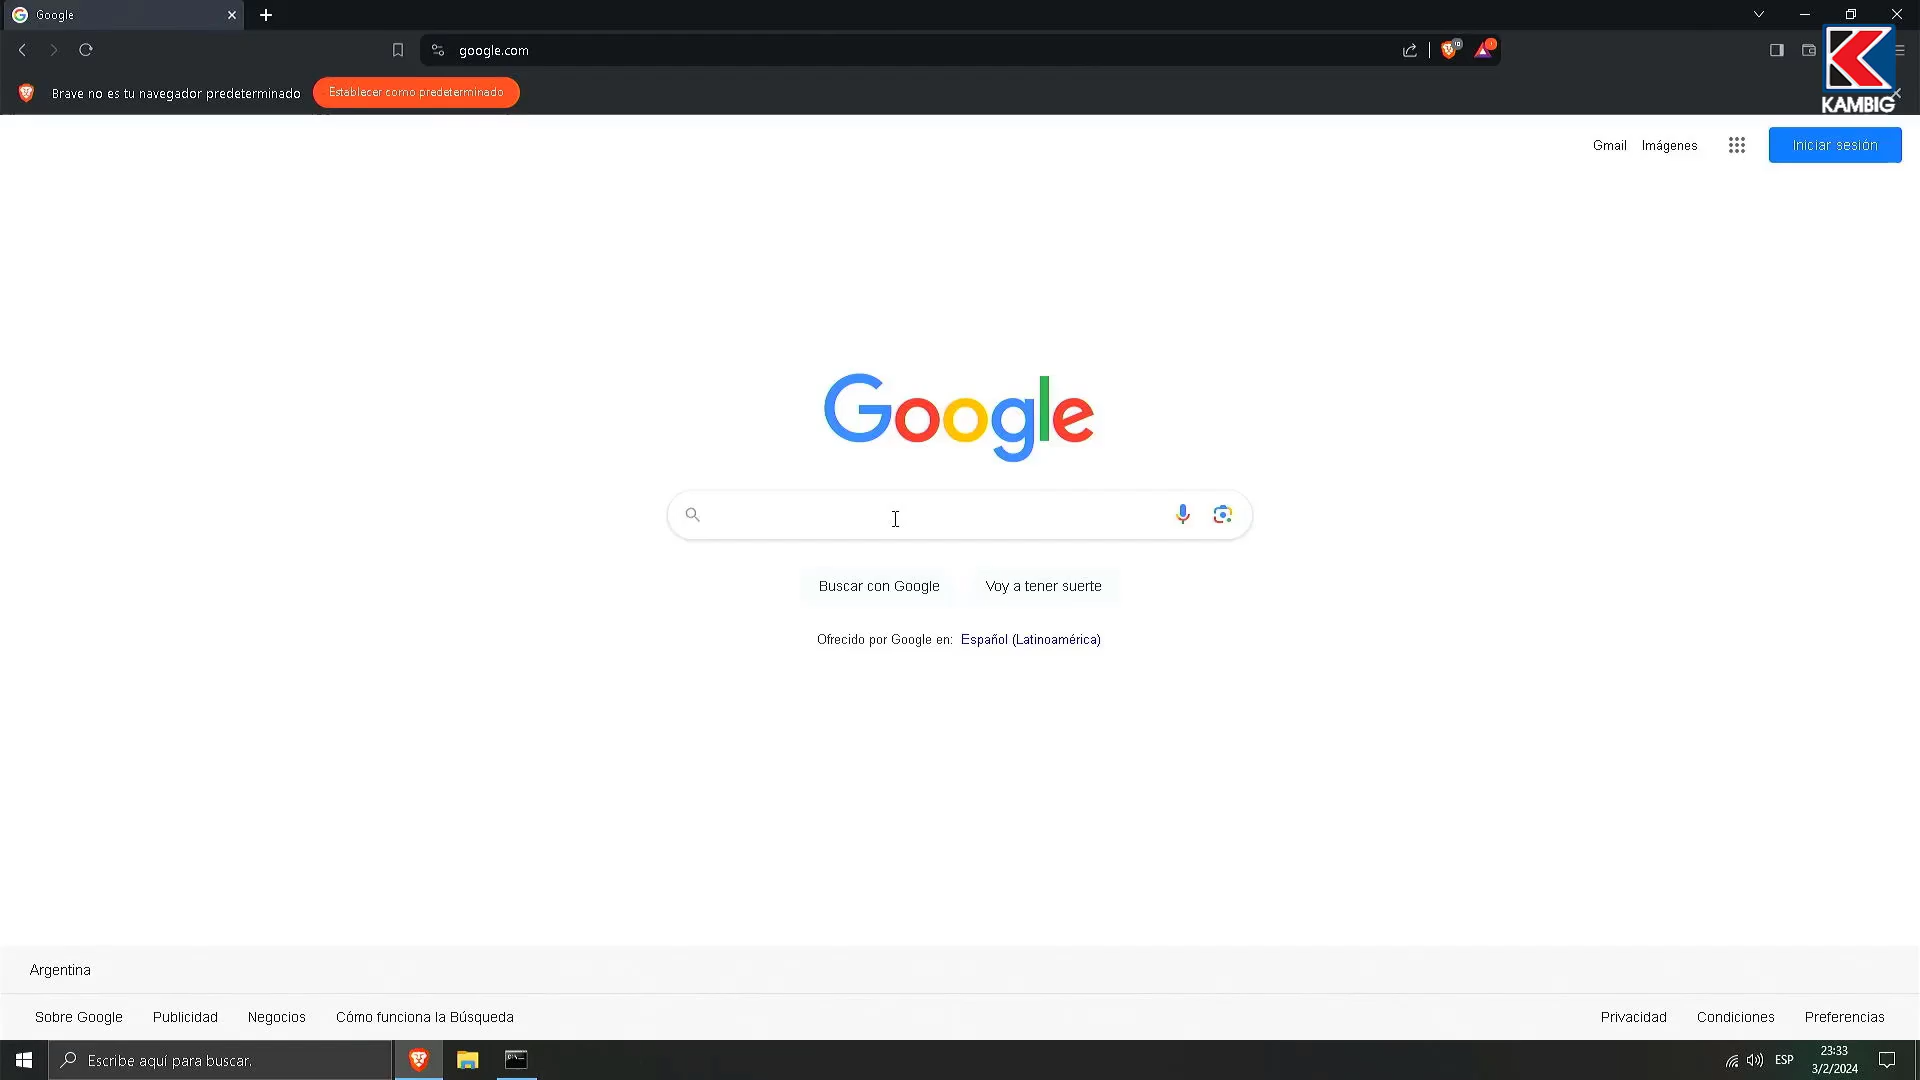 Google
google.com
Brave no es tu navegador predeterminado
Establecer como predeterminado
KAMBIG
Gmail
Imágenes
Iniciar sesión
Google
Buscar con Google
Voy a tener suerte
Ofrecido por Google en: Español (Latinoamérica)
Argentina
Sobre Google
Publicidad
Negocios
Cómo funciona la Búsqueda
Privacidad
Condiciones
Preferencias
Escribe aquí para buscar.
ESP
23:33
3/2/2024